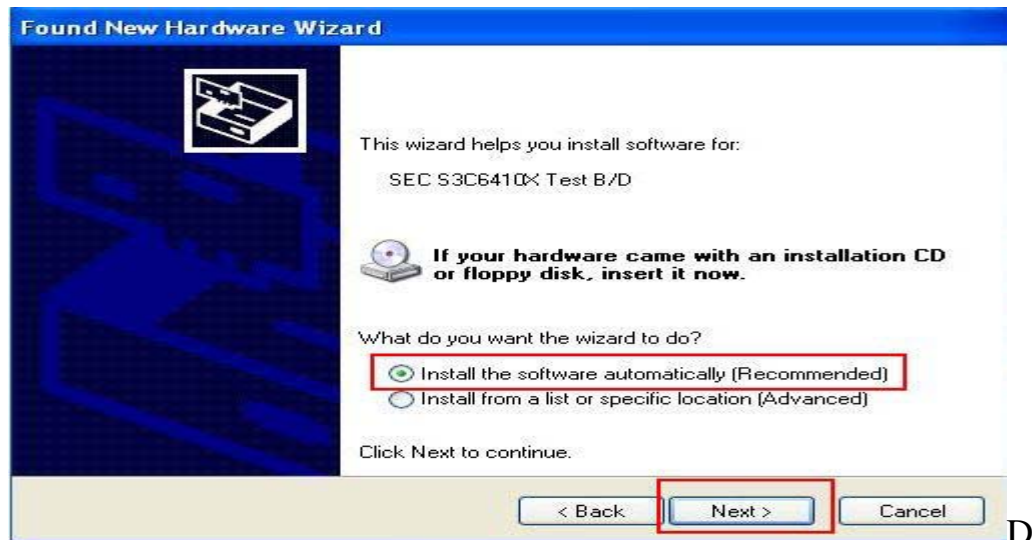 Found New Hardware Wizard
This wizard helps you install software for:
SEC S3C6410X Test B/D
If your hardware came with an installation CD
or floppy disk, insert it now.
What do you want the wizard to do?
Install the software automatically (Recommended)
Install from a list or specific location (Advanced)
Click Next to continue.
< Back Next > Cancel
D